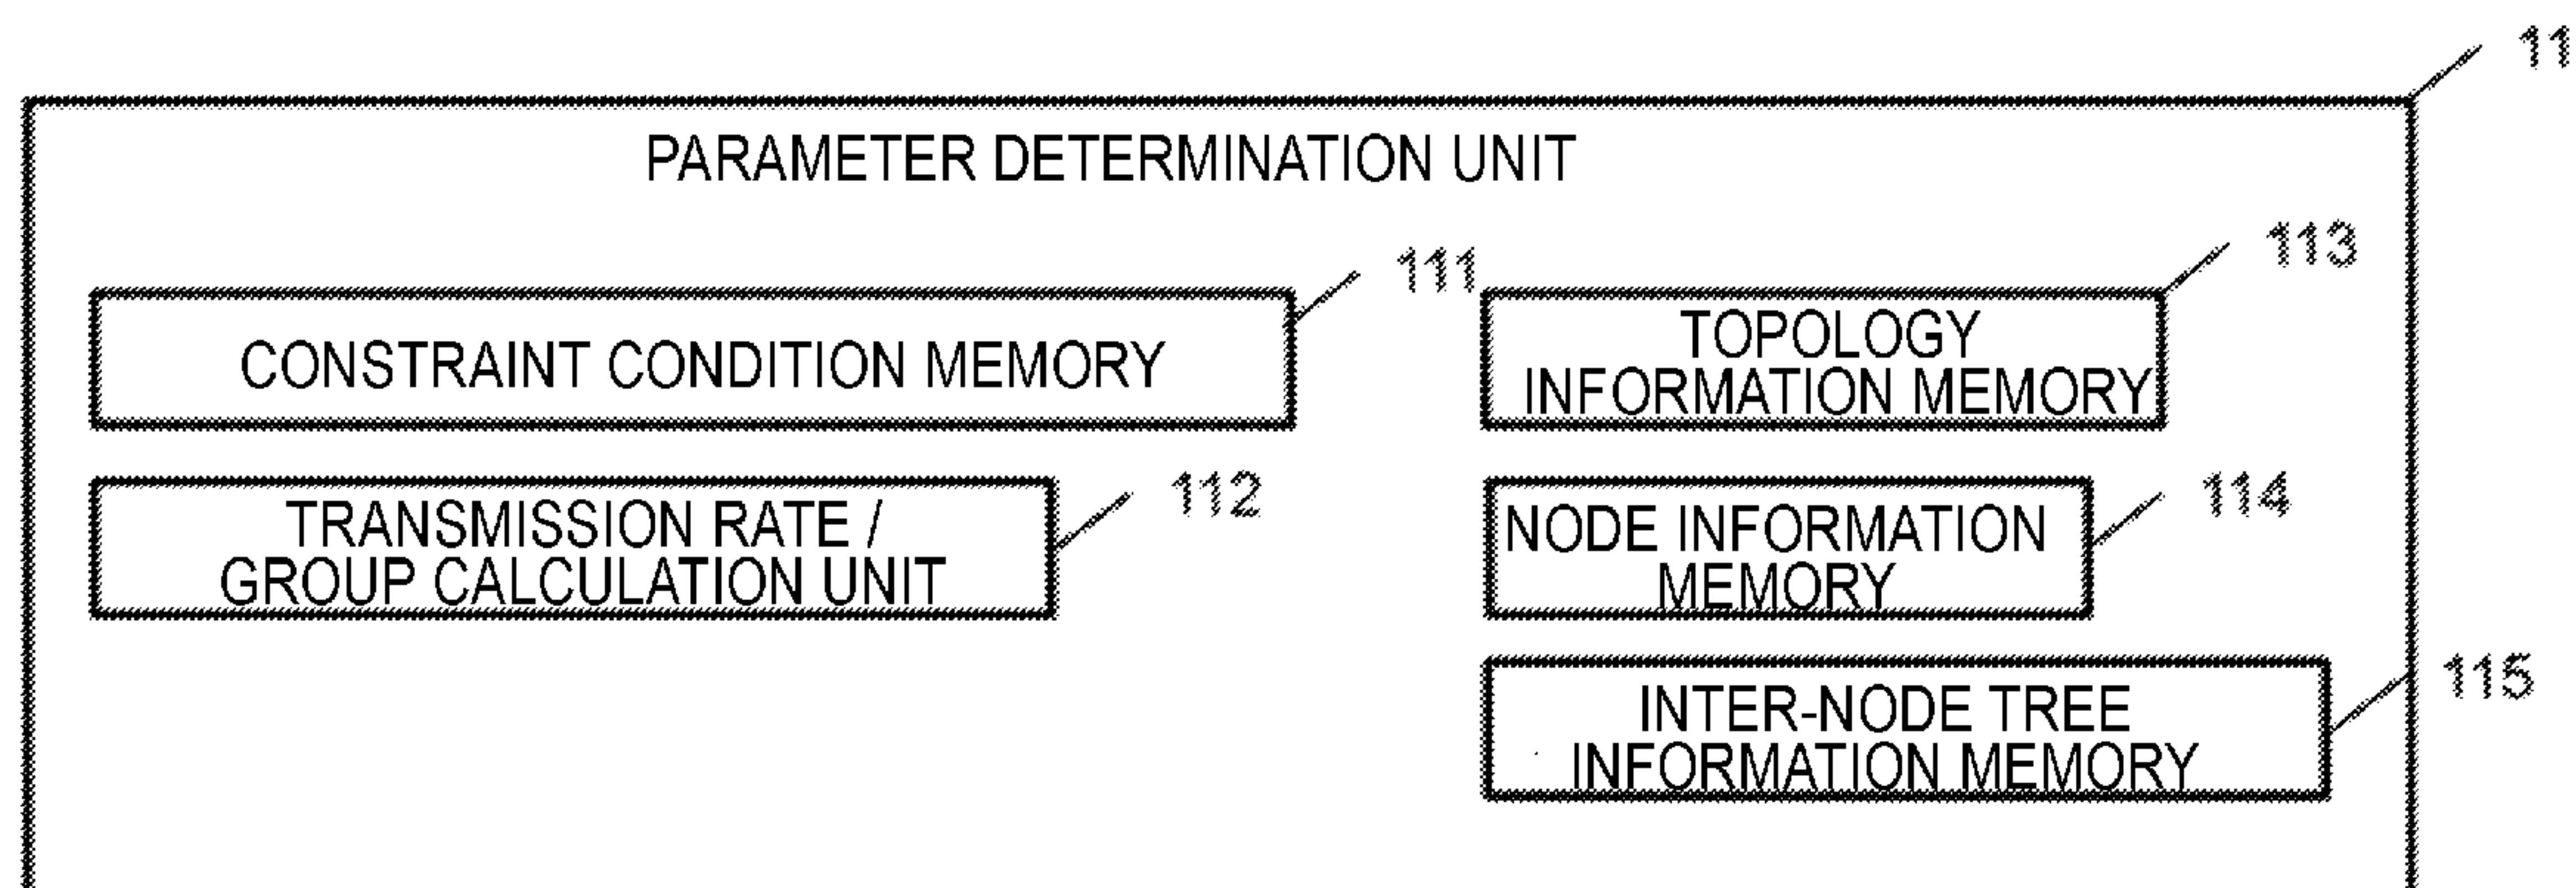 11
PARAMETER DETERMINATION UNIT
111
CONSTRAINT CONDITION MEMORY
113
TOPOLOGY
INFORMATION MEMORY
112
TRANSMISSION RATE /
GROUP CALCULATION UNIT
114
NODE INFORMATION
MEMORY
115
INTER-NODE TREE
INFORMATION MEMORY